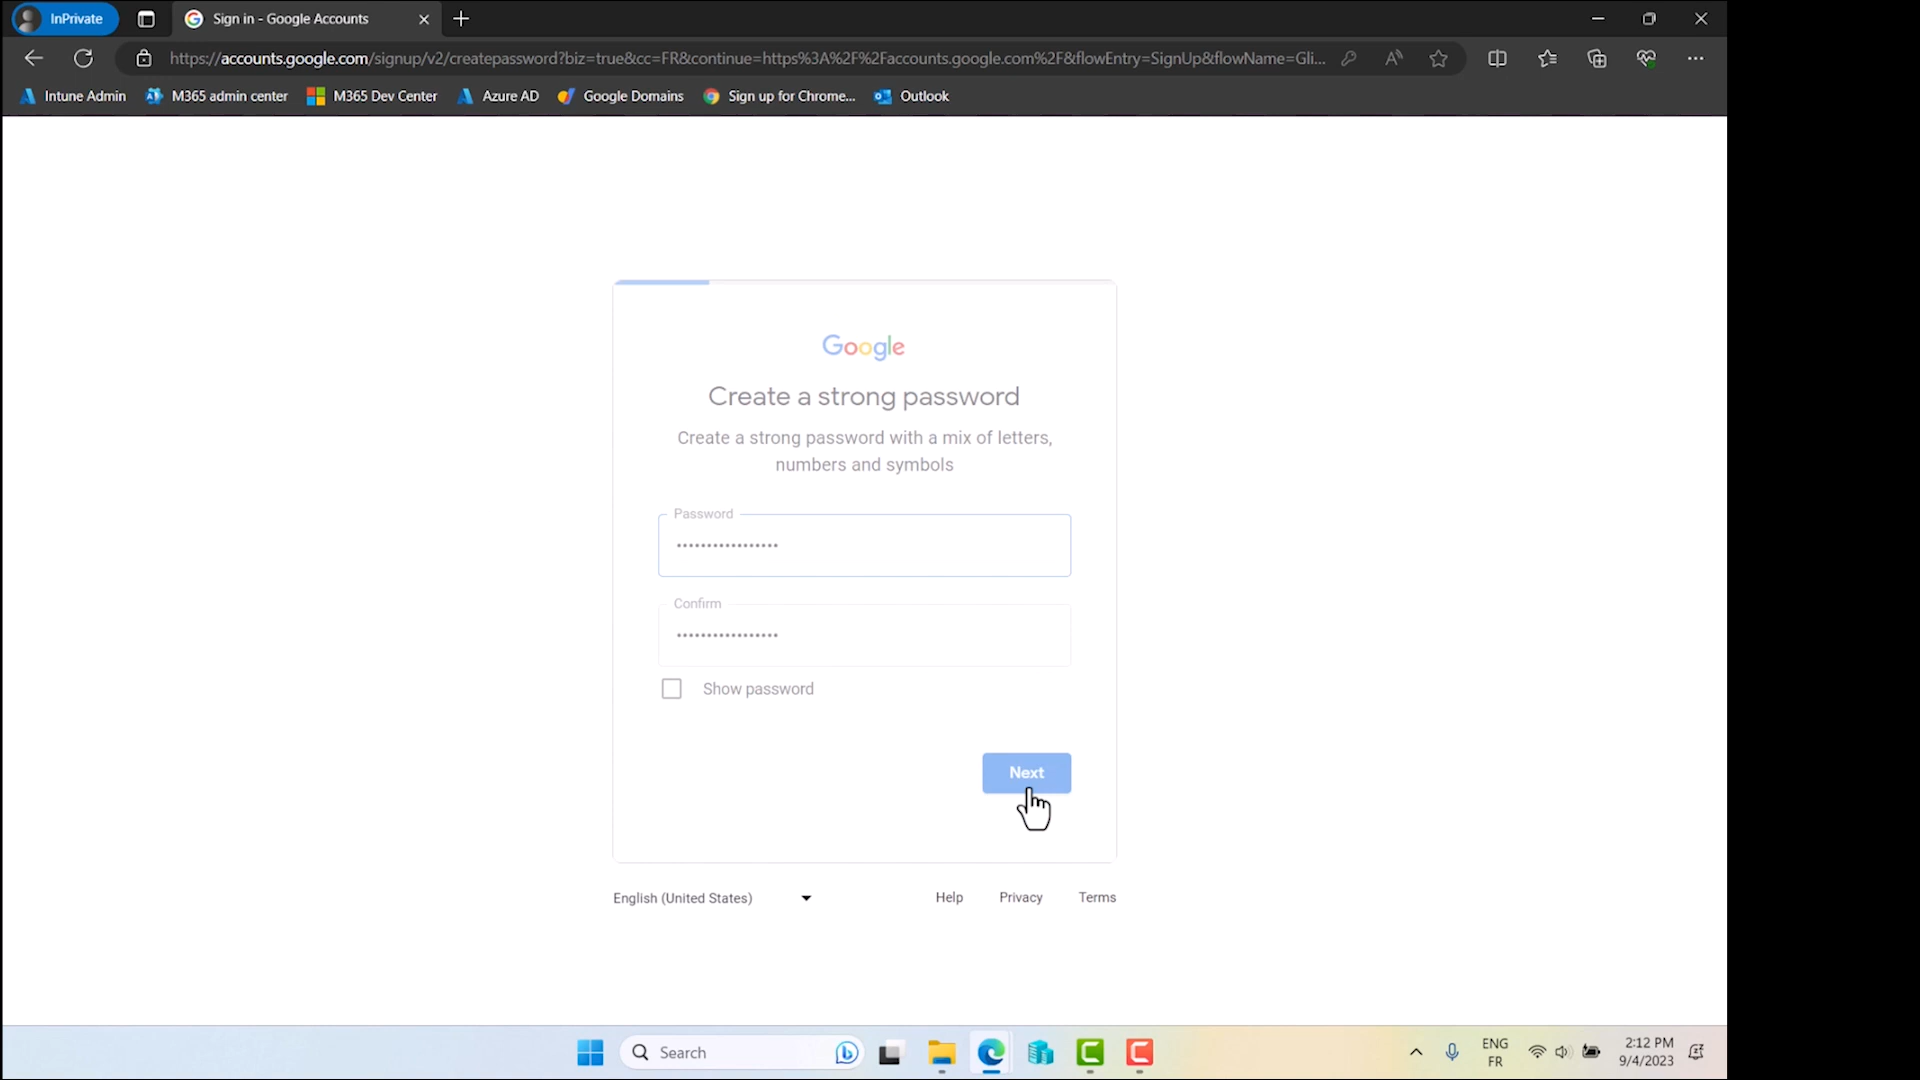 InPrivate
Sign in - Google Accounts
https://accounts.google.com/signup/v2/createpassword?biz=true&cc=FR&continue=https%3A%2F%2Faccounts.google.com%2F&flowEntry=SignUp&flowName=Gli...
Intune Admin
M365 admin center
M365 Dev Center
Azure AD
Google Domains
Sign up for Chrome...
Outlook
Google
Create a strong password
Create a strong password with a mix of letters,
numbers and symbols
Password
•••••••••••••••••
Confirm
•••••••••••••••••
Show password
Next
English (United States)
Help
Privacy
Terms
Search
ENG
FR
2:12 PM
9/4/2023